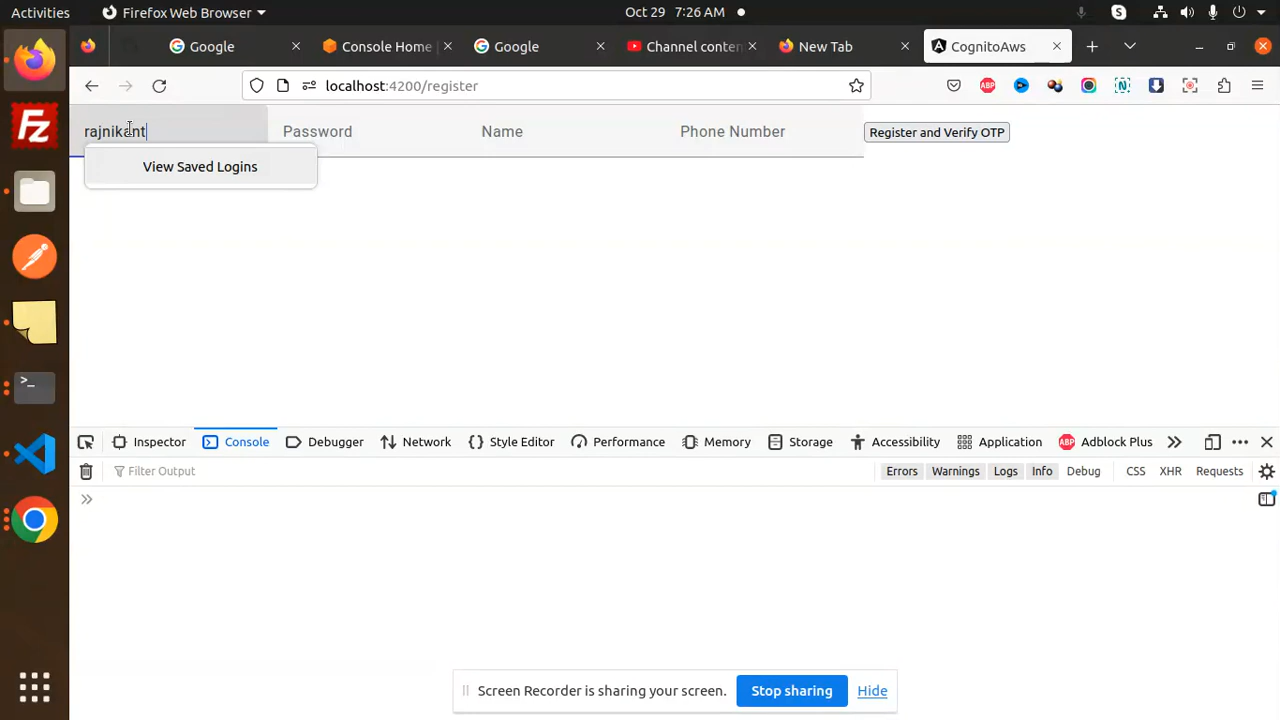 Activities
Firefox Web Browser
Oct 29 7:26 AM
Google
Console Home
Google
Channel conten
New Tab
CognitoAws
localhost:4200/register
rajnikant
Password
Name
Phone Number
Register and Verify OTP
View Saved Logins
Inspector
Console
Debugger
Network
Style Editor
Performance
Memory
Storage
Accessibility
Application
Adblock Plus
Filter Output
Errors
Warnings
Logs
Info
Debug
CSS
XHR
Requests
Screen Recorder is sharing your screen.
Stop sharing
Hide